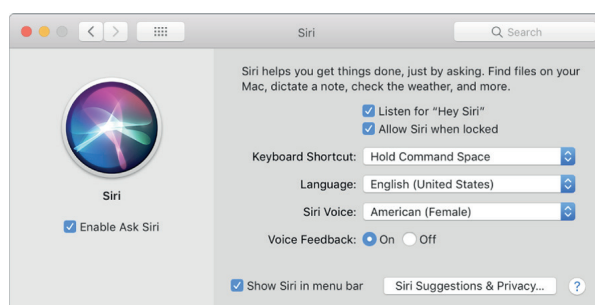 Siri
Search
Siri helps you get things done, just by asking. Find files on your
Mac, dictate a note, check the weather, and more.
Listen for “Hey Siri”
Allow Siri when locked
Keyboard Shortcut: Hold Command Space
Language: English (United States)
Siri Voice: American (Female)
Voice Feedback: On Off
Siri
Enable Ask Siri
Show Siri in menu bar Siri Suggestions & Privacy... ?